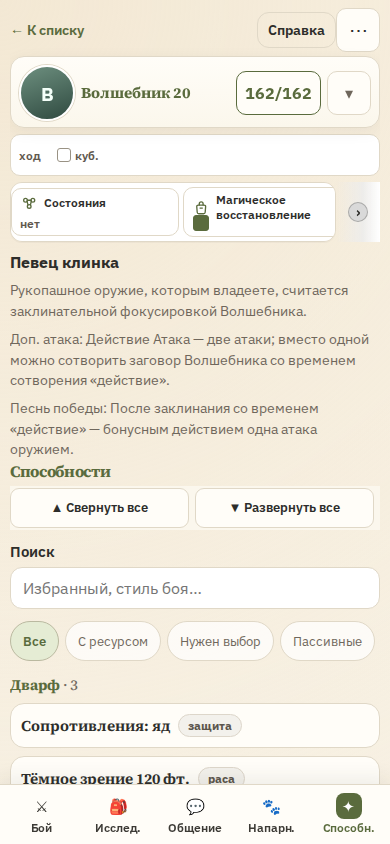 ← К списку
Справка
...
В
Волшебник 20
162/162
▼
ход
куб.
Состояния
нет
Магическое
восстановление
›
Певец клинка
Рукопашное оружие, которым владеете, считается
заклинательной фокусировкой Волшебника.
Доп. атака: Действие Атака — две атаки; вместо одной
можно сотворить заговор Волшебника со временем
сотворения «действие».
Песнь победы: После заклинания со временем
«действие» — бонусным действием одна атака
оружием.
Способности
▲ Свернуть все
▼ Развернуть все
Поиск
Избранный, стиль боя...
Все
С ресурсом
Нужен выбор
Пассивные
Дварф · 3
Сопротивления: яд
защита
Тёмное зрение 120 фт.
раса
Бой
Исслед.
Общение
Напарн.
Способн.